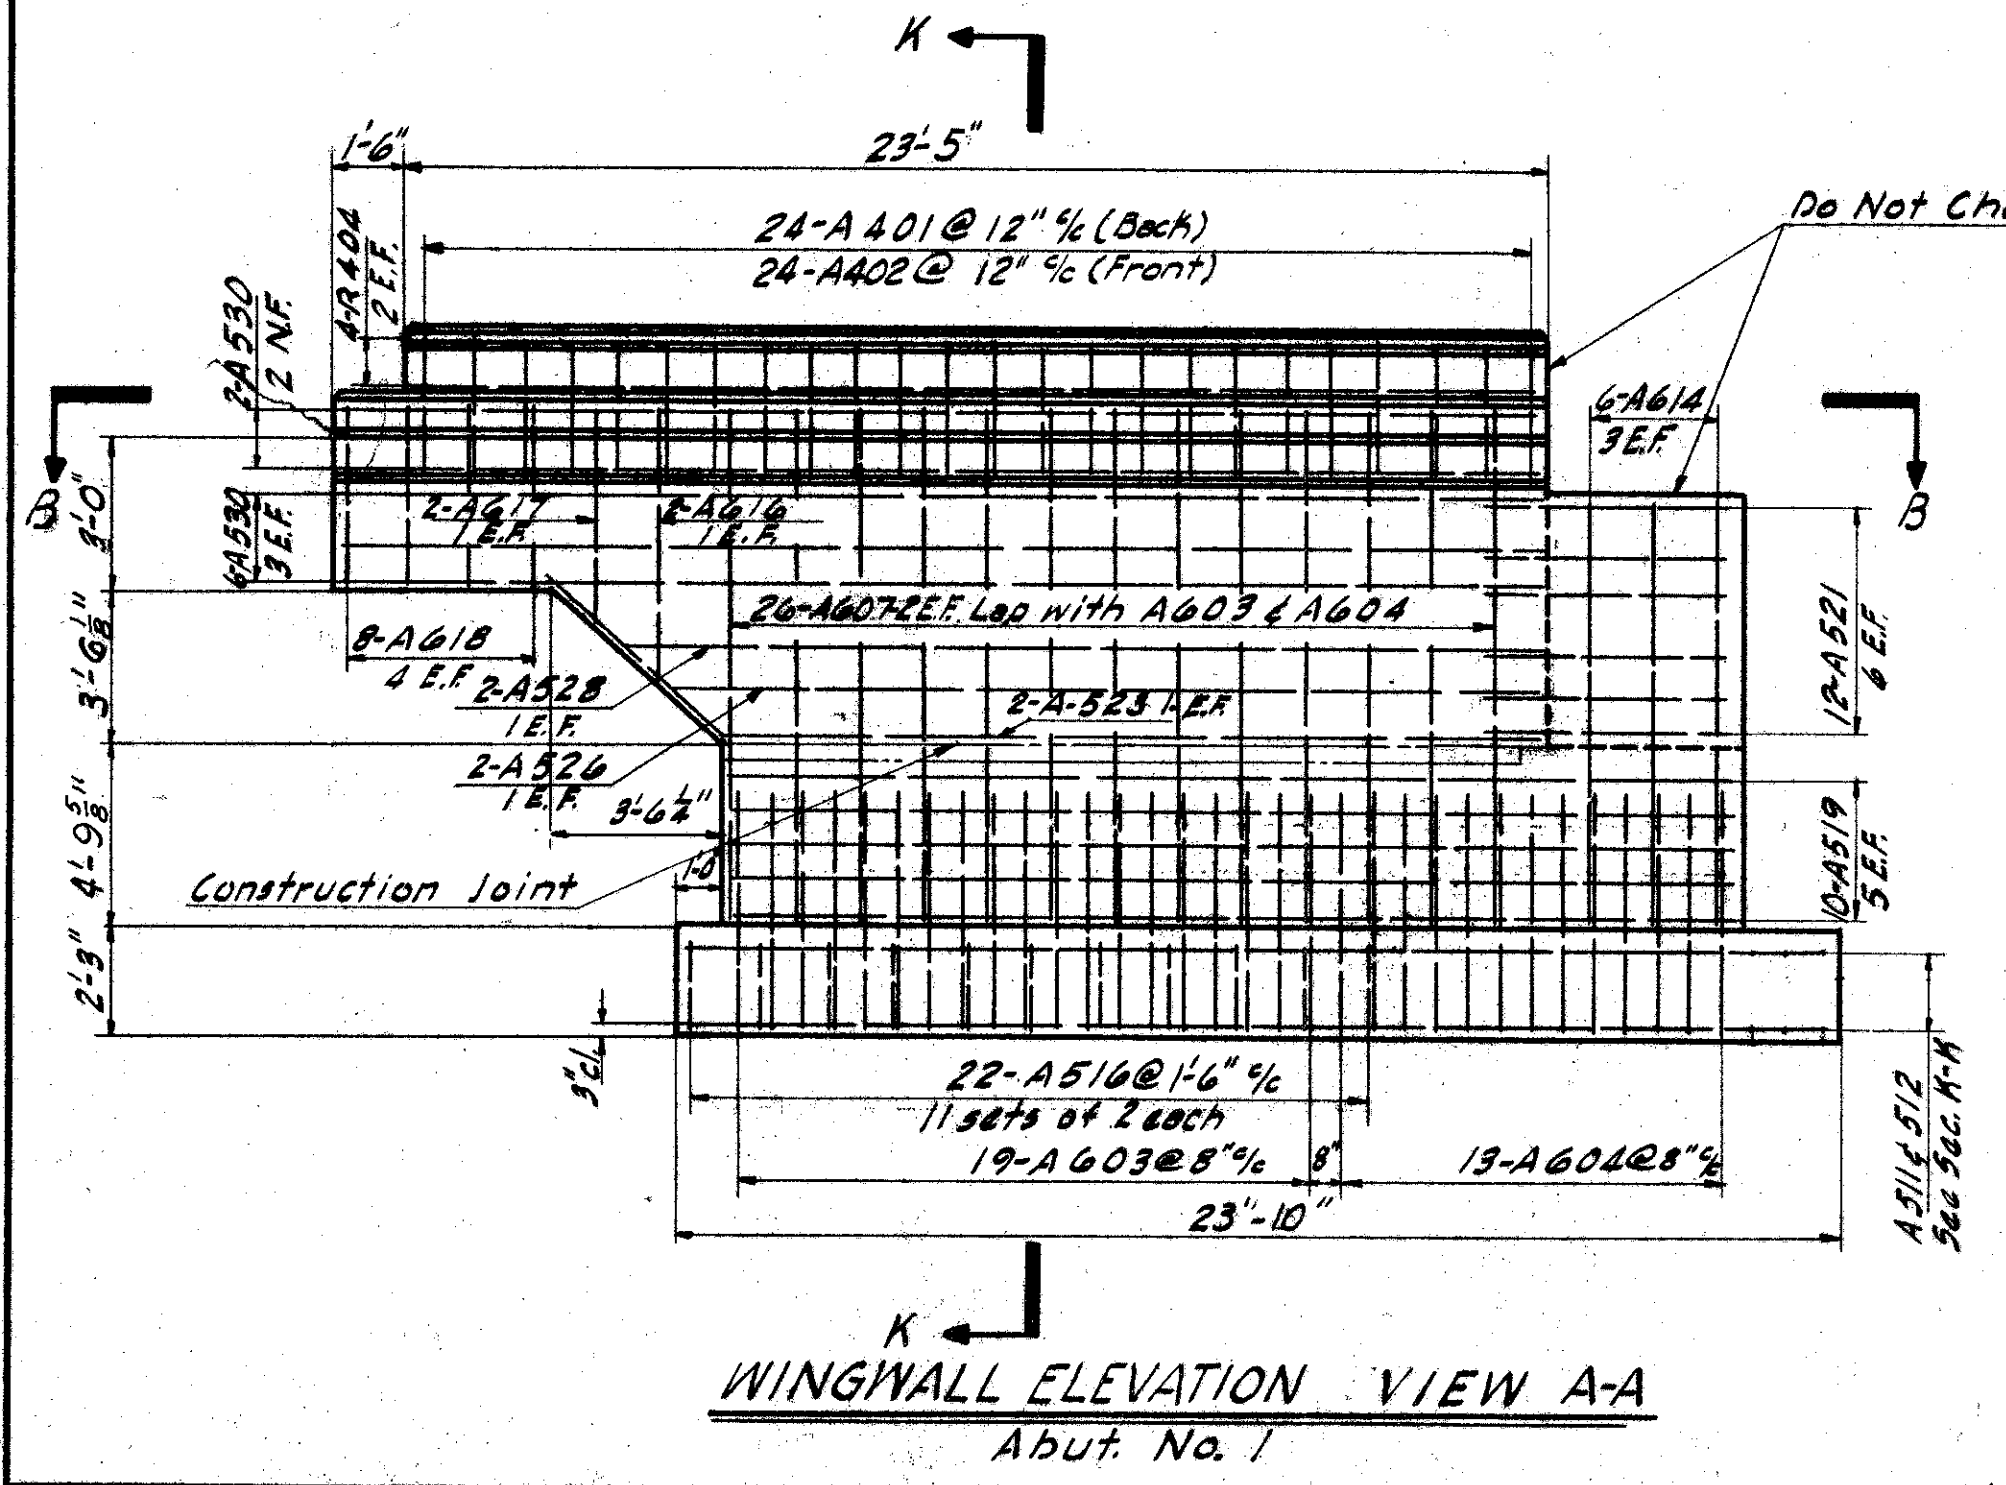 K
1'-6"
23'-5"
Do Not
24-A401 @ 12" c/c (Back)
24-A402 @ 12" c/c (Front)
4-R404
2 E.F.
2-A530
2 N.F.
6-A614
3 E.F.
B
B
3'-0"
6-A530
3 E.F.
2-A617
1 E.F.
2-A616
1 E.F.
26-A607-2E.F. Lap with A603 & A604
12-A521
6 E.F.
3'-6 1/8"
8-A618
4 E.F.
2-A528
1 E.F.
2-A-523 1-E.F.
2-A526
1 E.F.
3'-6 1/4"
4'-9 5/8"
1'-0
10-A519
5 E.F.
Construction Joint
2'-3"
3"cl.
22-A516@1'-6" c/c
11 sets of 2 each
19-A603@8"c/c
8"
13-A604@8"c/c
23'-10"
A511 & 512
See Sec. K-K
K
WINGWALL ELEVATION VIEW A-A
Abut. No. 1